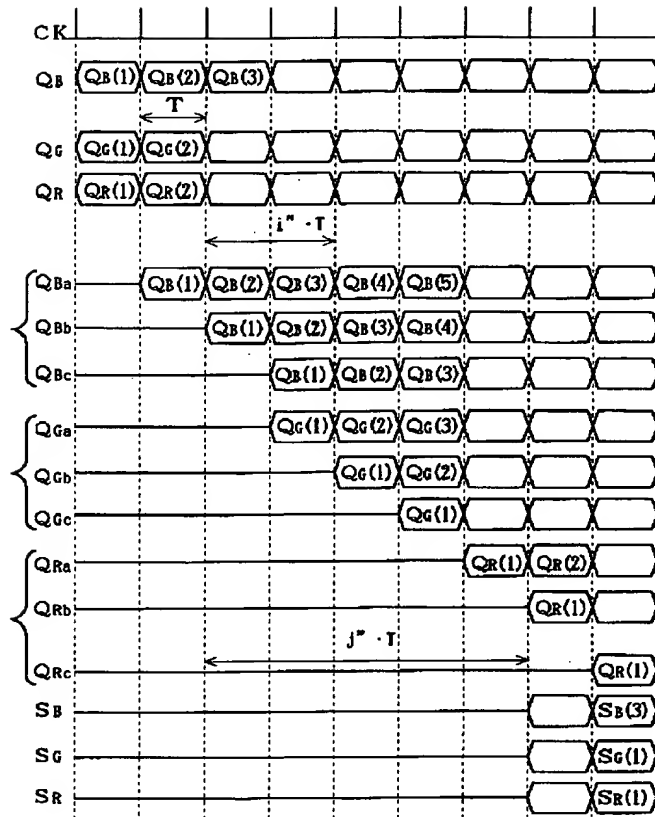 CK
QB QB(1) QB(2) QB(3)
T
QG QG(1) QG(2)
QR QR(1) QR(2)
i" · T
QBa QB(1) QB(2) QB(3) QB(4) QB(5)
QBb QB(1) QB(2) QB(3) QB(4)
QBc QB(1) QB(2) QB(3)
QGa QG(1) QG(2) QG(3)
QGb QG(1) QG(2)
QGc QG(1)
QRa QR(1) QR(2)
QRb QR(1)
j" · T
QRc QR(1)
SB SB(3)
SG SG(1)
SR SR(1)